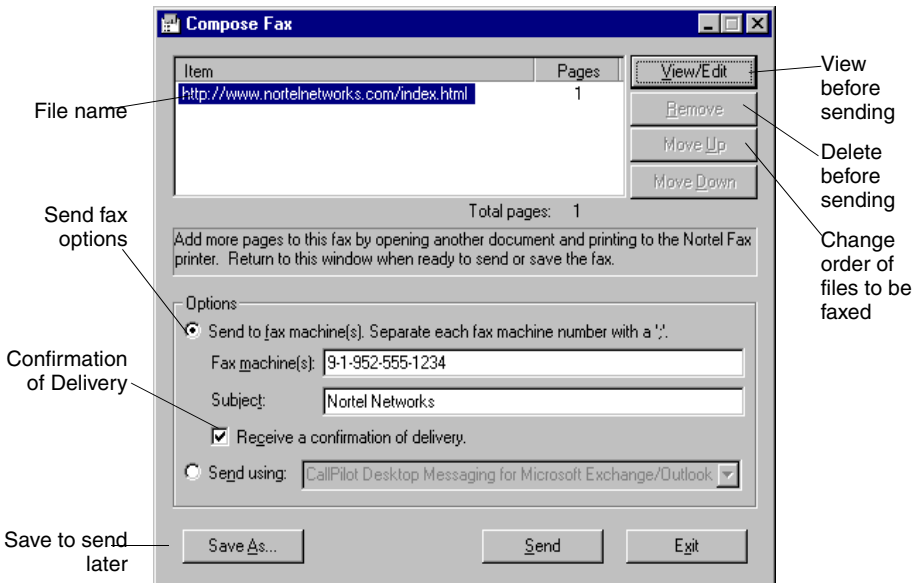 Compose Fax
Item Pages
http://www.nortelnetworks.com/index.html 1
View/Edit
Remove
Move Up
Move Down
Total pages: 1
Add more pages to this fax by opening another document and printing to the Nortel Fax
printer. Return to this window when ready to send or save the fax.
Options
Send to fax machine(s). Separate each fax machine number with a ';'.
Fax machine(s): 9-1-952-555-1234
Subject: Nortel Networks
Receive a confirmation of delivery.
Send using: CallPilot Desktop Messaging for Microsoft Exchange/Outlook
Save As...
Send
Exit
File name
Send fax
options
Confirmation
of Delivery
Save to send
later
View
before
sending
Delete
before
sending
Change
order of
files to be
faxed